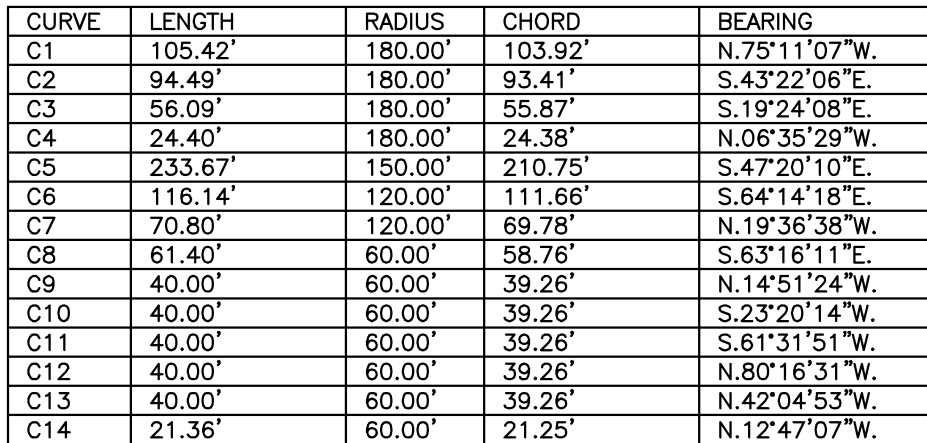 CURVE LENGTH RADIUS CHORD BEARING
C1 105.42' 180.00' 103.92' N.75°11'07"W.
C2 94.49' 180.00' 93.41' S.43°22'06"E.
C3 56.09' 180.00' 55.87' S.19°24'08"E.
C4 24.40' 180.00' 24.38' N.06°35'29"W.
C5 233.67' 150.00' 210.75' S.47°20'10"E.
C6 116.14' 120.00' 111.66' S.64°14'18"E.
C7 70.80' 120.00' 69.78' N.19°36'38"W.
C8 61.40' 60.00' 58.76' S.63°16'11"E.
C9 40.00' 60.00' 39.26' N.14°51'24"W.
C10 40.00' 60.00' 39.26' S.23°20'14"W.
C11 40.00' 60.00' 39.26' S.61°31'51"W.
C12 40.00' 60.00' 39.26' N.80°16'31"W.
C13 40.00' 60.00' 39.26' N.42°04'53"W.
C14 21.36' 60.00' 21.25' N.12°47'07"W.